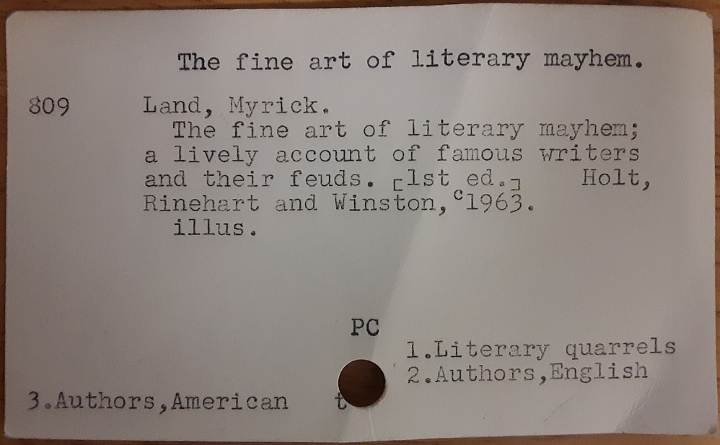 The fine art of literary mayhem.
809 Land, Myrick.
The fine art of literary mayhem;
a lively account of famous writers
and their feuds. [1st ed.] Holt,
Rinehart and Winston, c1963.
illus.
PC
1.Literary quarrels
2.Authors,English
3.Authors,American t